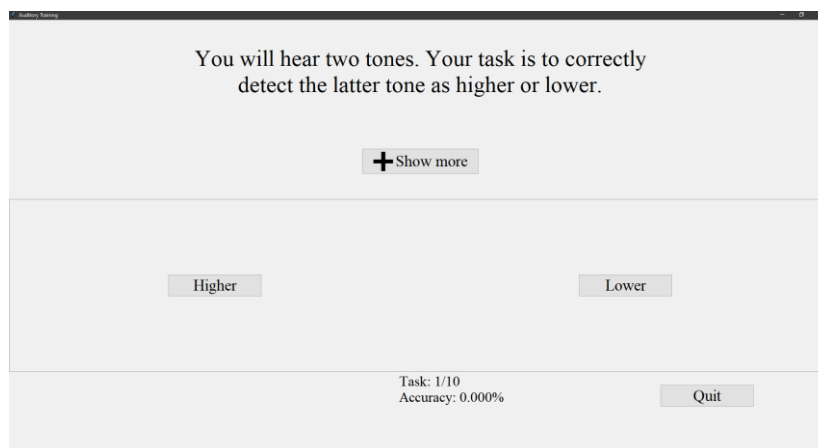 Auditory Training
You will hear two tones. Your task is to correctly
detect the latter tone as higher or lower.
Show more
Higher
Lower
Task: 1/10
Accuracy: 0.000%
Quit